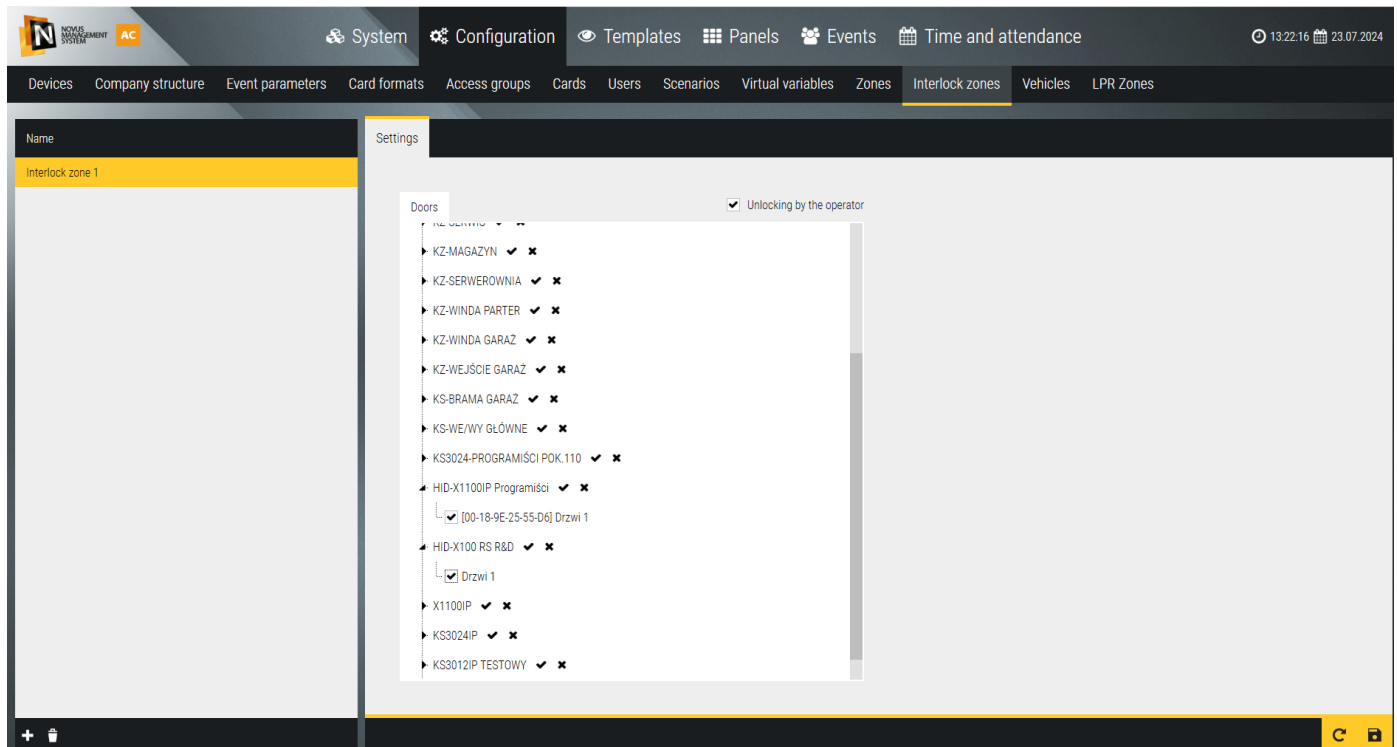 NOVUS
MANAGEMENT
SYSTEM
AC
System Configuration Templates Panels Events Time and attendance
13:22:16 23.07.2024
Devices Company structure Event parameters Card formats Access groups Cards Users Scenarios Virtual variables Zones Interlock zones Vehicles LPR Zones
Name
Interlock zone 1
Settings
Doors
Unlocking by the operator
KZ-SERWIS
KZ-MAGAZYN
KZ-SERWEROWNIA
KZ-WINDA PARTER
KZ-WINDA GARAŻ
KZ-WEJŚCIE GARAŻ
KS-BRAMA GARAŻ
KS-WE/WY GŁÓWNE
KS3024-PROGRAMIŚCI POK.110
HID-X1100IP Programiści
[00-18-9E-25-55-D6] Drzwi 1
HID-X100 RS R&D
Drzwi 1
X1100IP
KS3024IP
KS3012IP TESTOWY